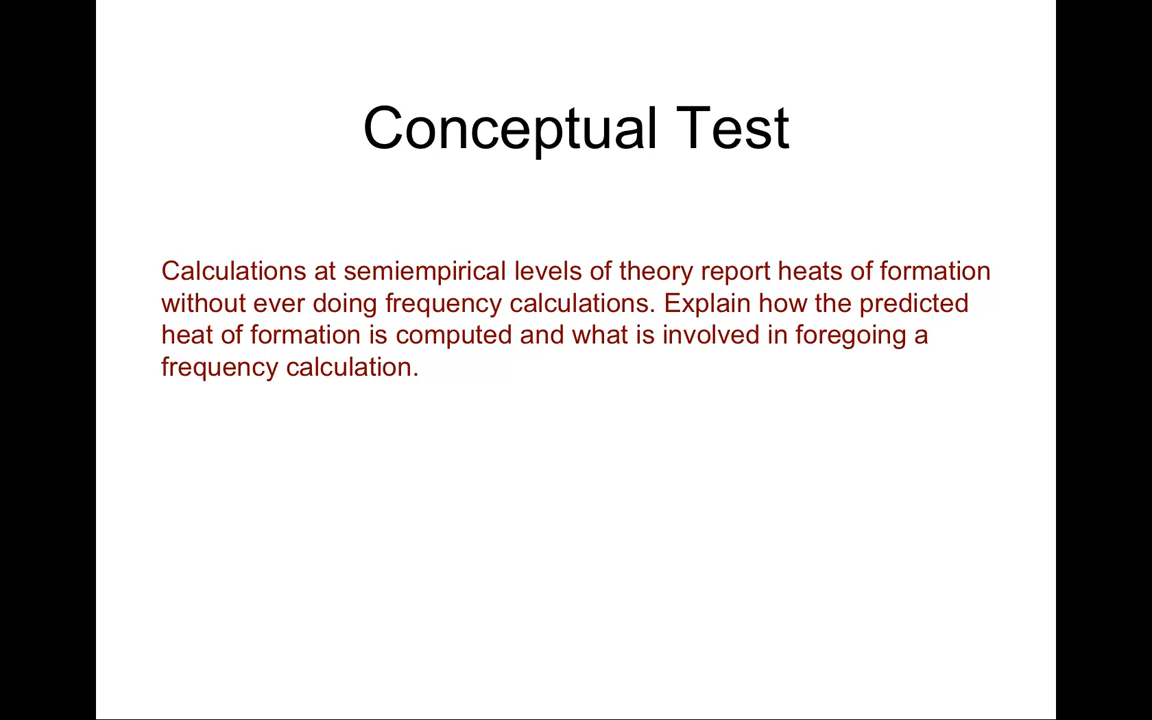 Conceptual Test
Calculations at semiempirical levels of theory report heats of formation
without ever doing frequency calculations. Explain how the predicted
heat of formation is computed and what is involved in foregoing a
frequency calculation.